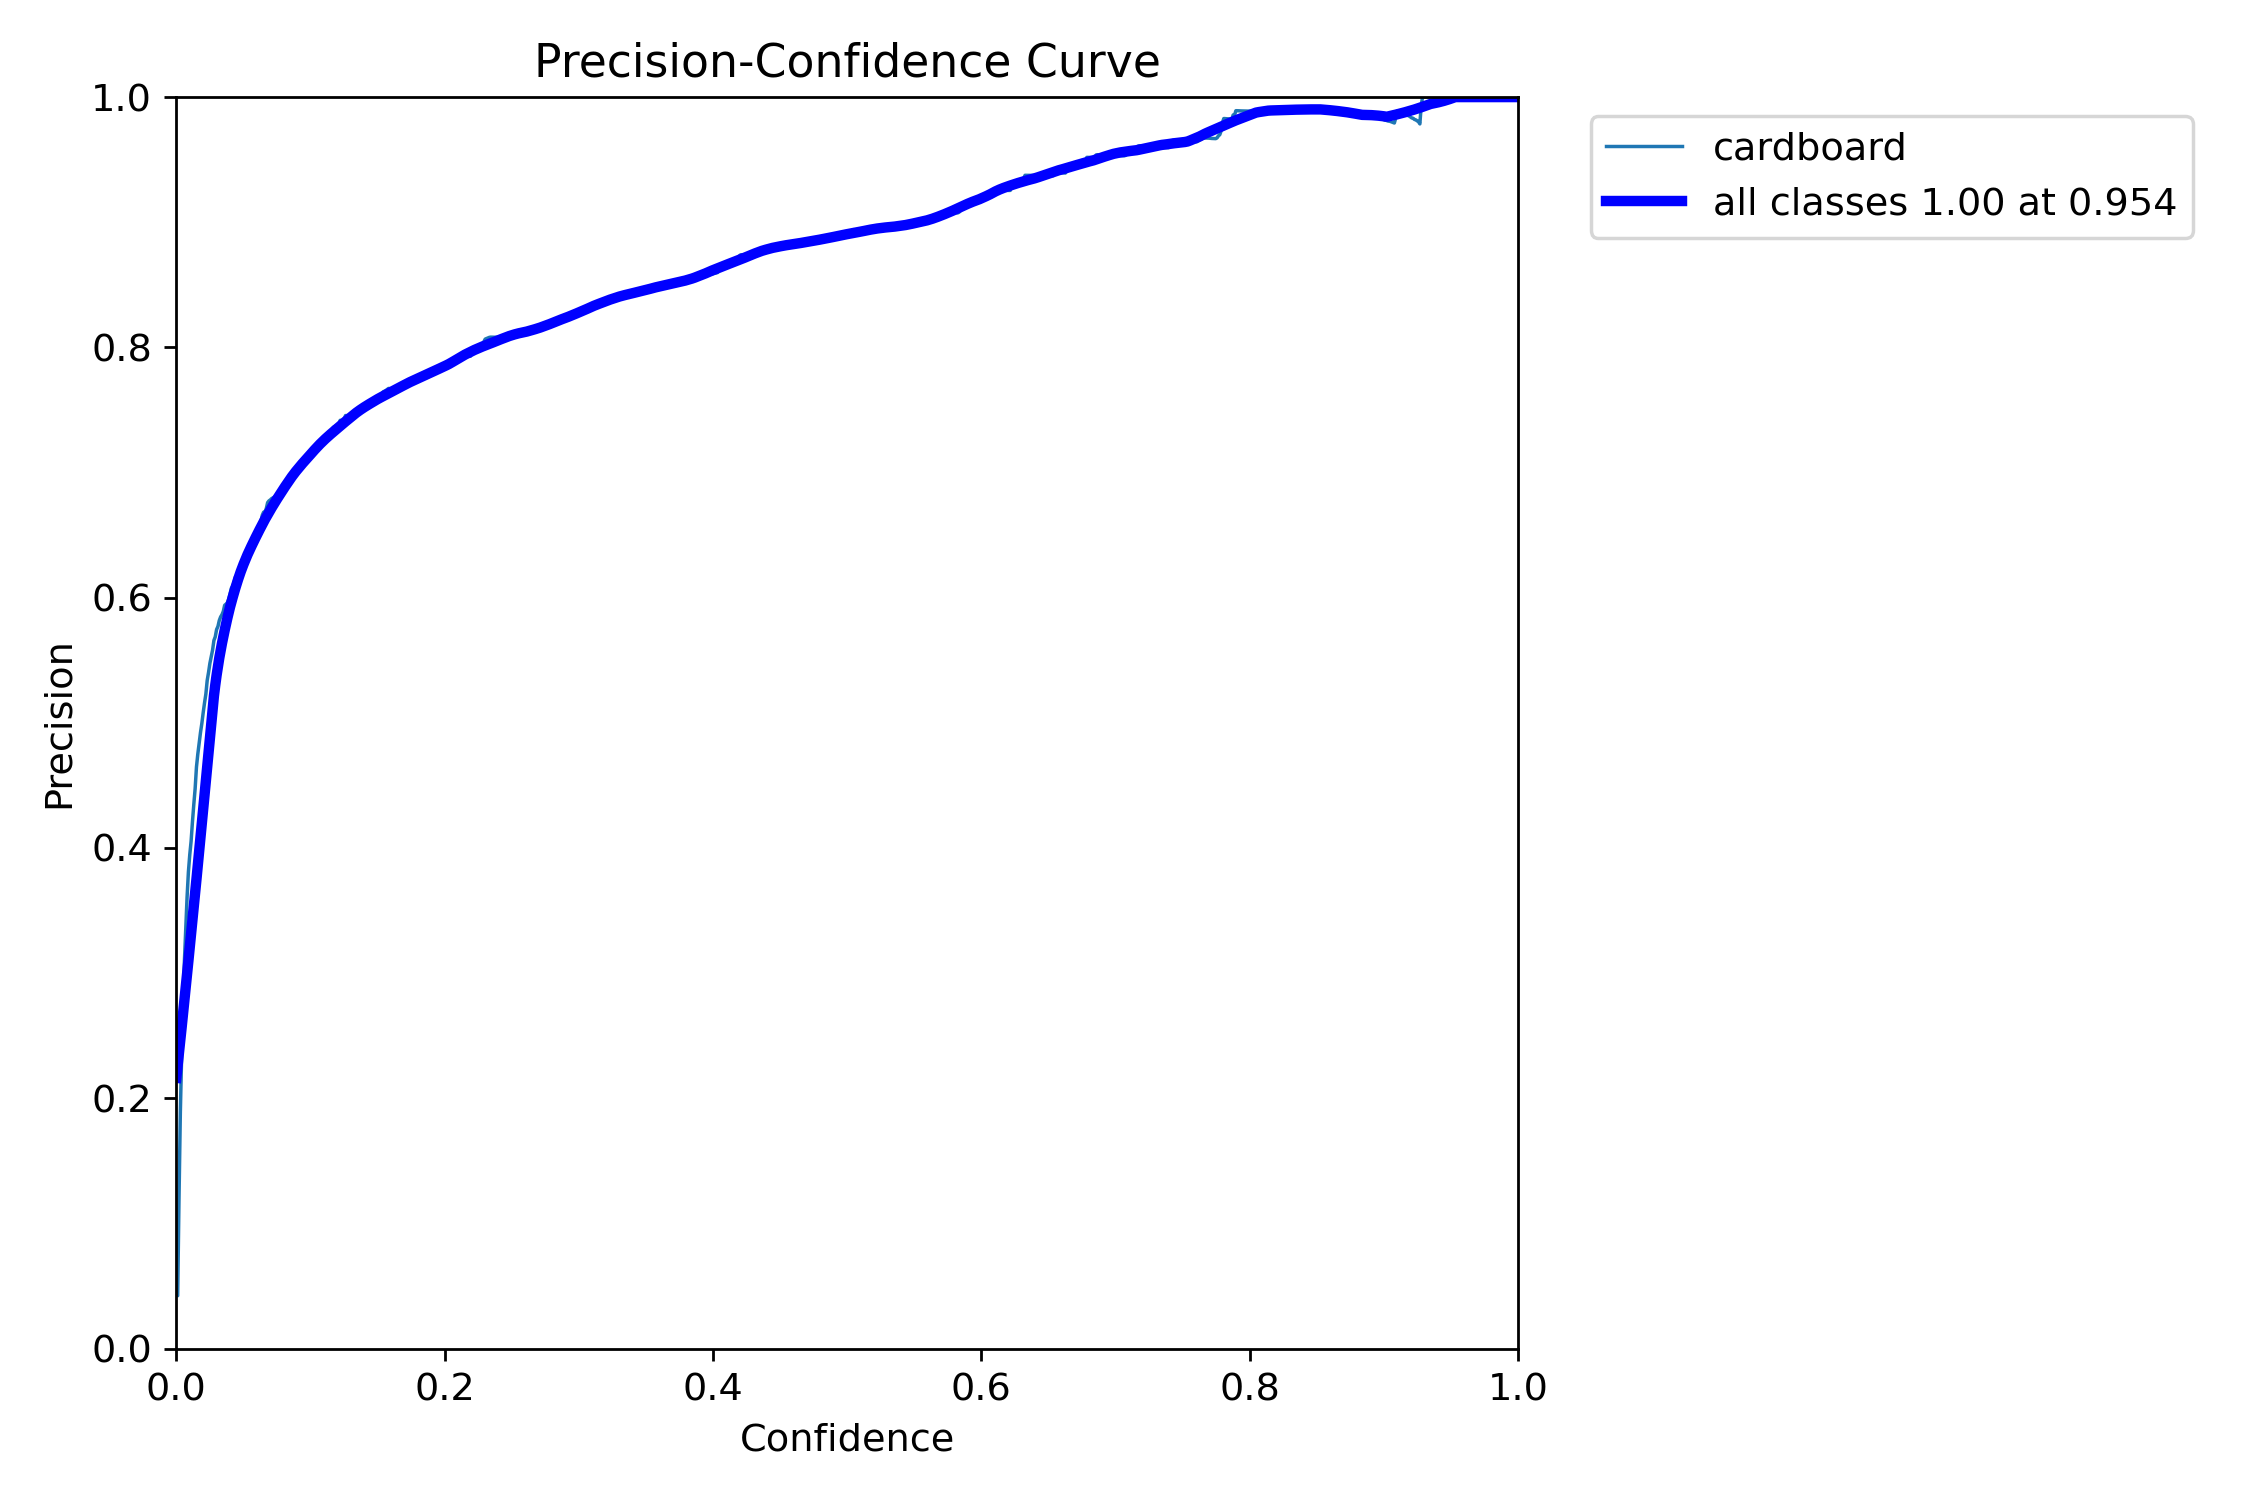 Precision-Confidence Curve
1.0
0.8
0.6
0.4
0.2
0.0
Precision
0.0 0.2 0.4 0.6 0.8 1.0
Confidence
cardboard
all classes 1.00 at 0.954